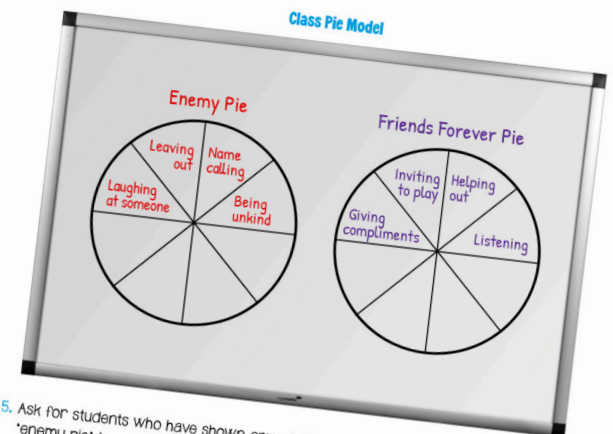 Class Pie Model
Enemy Pie
Leaving
out
Name
calling
Laughing
at someone
Being
unkind
Friends Forever Pie
Inviting
to play
Helping
out
Giving
compliments
Listening
5. Ask for students who have shown
"enemy pie"